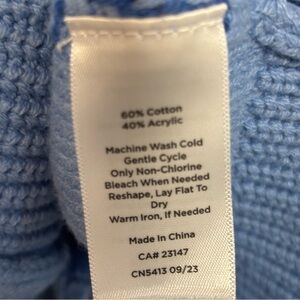 60% Cotton
40% Acrylic
Machine Wash Cold
Gentle Cycle
Only Non-Chlorine
Bleach When Needed
Reshape, Lay Flat To
Dry
Warm Iron, If Needed
Made in China
CA# 23147
CN5413 09/23